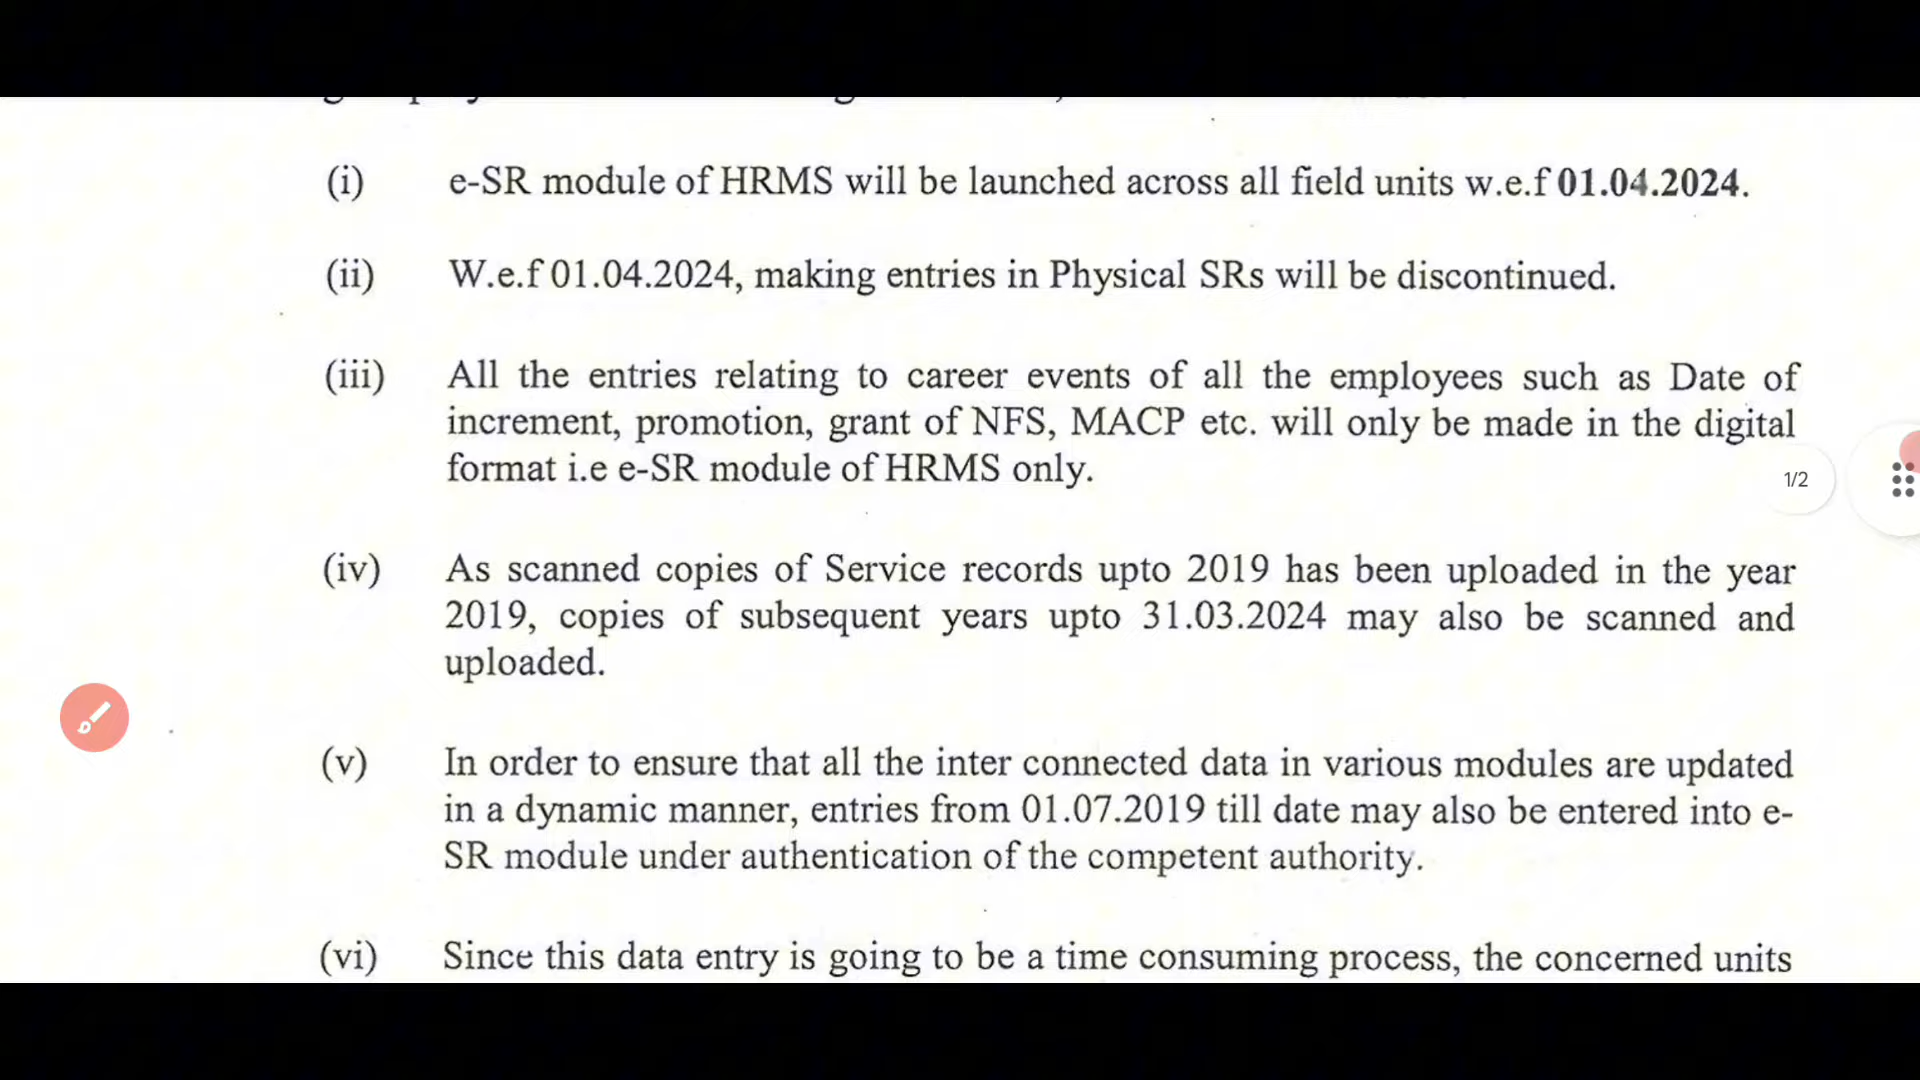 (i) e-SR module of HRMS will be launched across all field units w.e.f 01.04.2024.
(ii) W.e.f 01.04.2024, making entries in Physical SRs will be discontinued.
(iii) All the entries relating to career events of all the employees such as Date of
increment, promotion, grant of NFS, MACP etc. will only be made in the digital
format i.e e-SR module of HRMS only.
1/2
(iv) As scanned copies of Service records upto 2019 has been uploaded in the year
2019, copies of subsequent years upto 31.03.2024 may also be scanned and
uploaded.
(v) In order to ensure that all the inter connected data in various modules are updated
in a dynamic manner, entries from 01.07.2019 till date may also be entered into e-
SR module under authentication of the competent authority.
(vi) Since this data entry is going to be a time consuming process, the concerned units